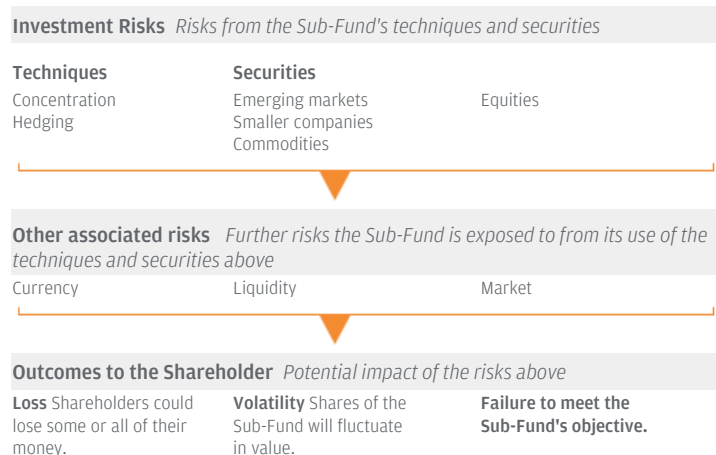 Investment Risks Risks from the Sub-Fund's techniques and securities
Techniques
Concentration
Hedging
Securities
Emerging markets
Smaller companies
Commodities
Equities
Other associated risks Further risks the Sub-Fund is exposed to from its use of the
techniques and securities above
Currency
Liquidity
Market
Outcomes to the Shareholder Potential impact of the risks above
Loss Shareholders could
lose some or all of their
money.
Volatility Shares of the
Sub-Fund will fluctuate
in value.
Failure to meet the
Sub-Fund's objective.